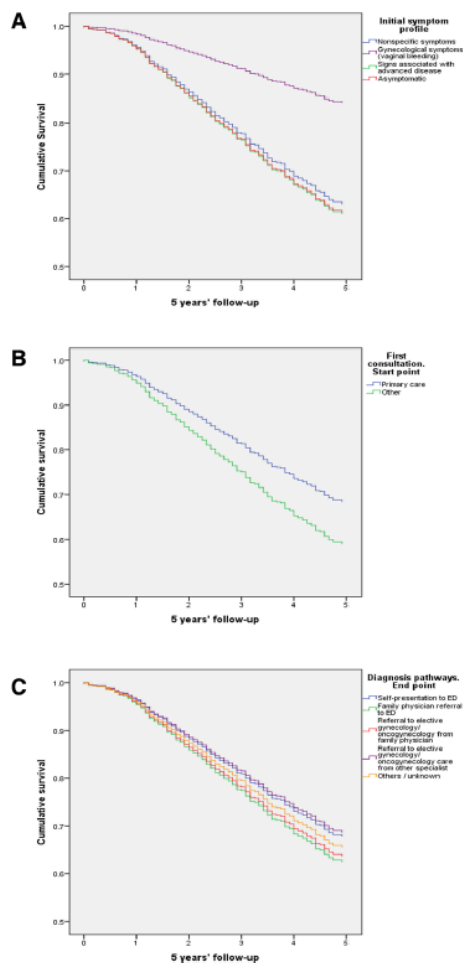 A
Initial symptom
profile
Nonspecific symptoms
Gynecological symptoms
(vaginal bleeding)
Signs associated with
advanced disease
Asymptomatic
Cumulative Survival
1.0
0.9
0.8
0.7
0.6
0.5
0 1 2 3 4 5
5 years' follow-up
B
First
consultation.
Start point
Primary care
Other
Cumulative survival
1.0
0.9
0.8
0.7
0.6
0.5
0 1 2 3 4 5
5 years' follow-up
C
Diagnosis pathways.
End point
Self-presentation to ED
Family physician referral
to ED
Referral to elective
gynecology/
oncogynecology from
family physician
Referral to elective
gynecology/
oncogynecology care
from other specialist
Others / unknown
Cumulative survival
1.0
0.9
0.8
0.7
0.6
0.5
0 1 2 3 4 5
5 years' follow-up